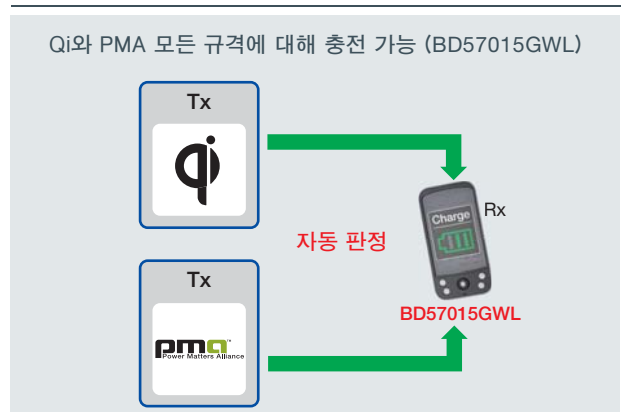 Qi와 PMA 모든 규격에 대해 충전 가능 (BD57015GWL)
Tx
qi
Charge
Rx
자동 판정
BD57015GWL
Tx
pma
Power Matters Alliance